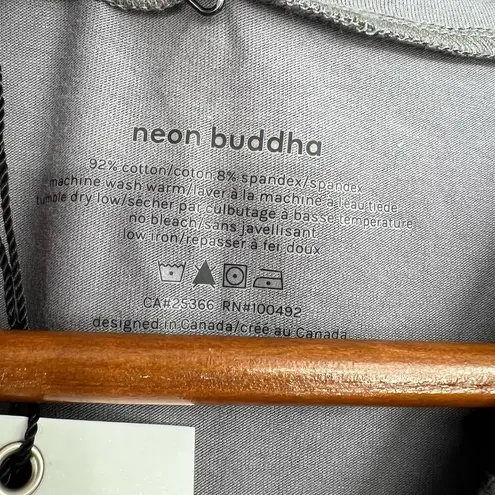 neon buddha
92% cotton/coton 8% spandex/spandex
machine wash warm/laver à la machine à l'eau tiède
tumble dry low/sécher par culbutage à basse température
no bleach/sans javellisant
low iron/repasser à fer doux
CA#25366 RN#100492
designed in Canada/créé au Canada